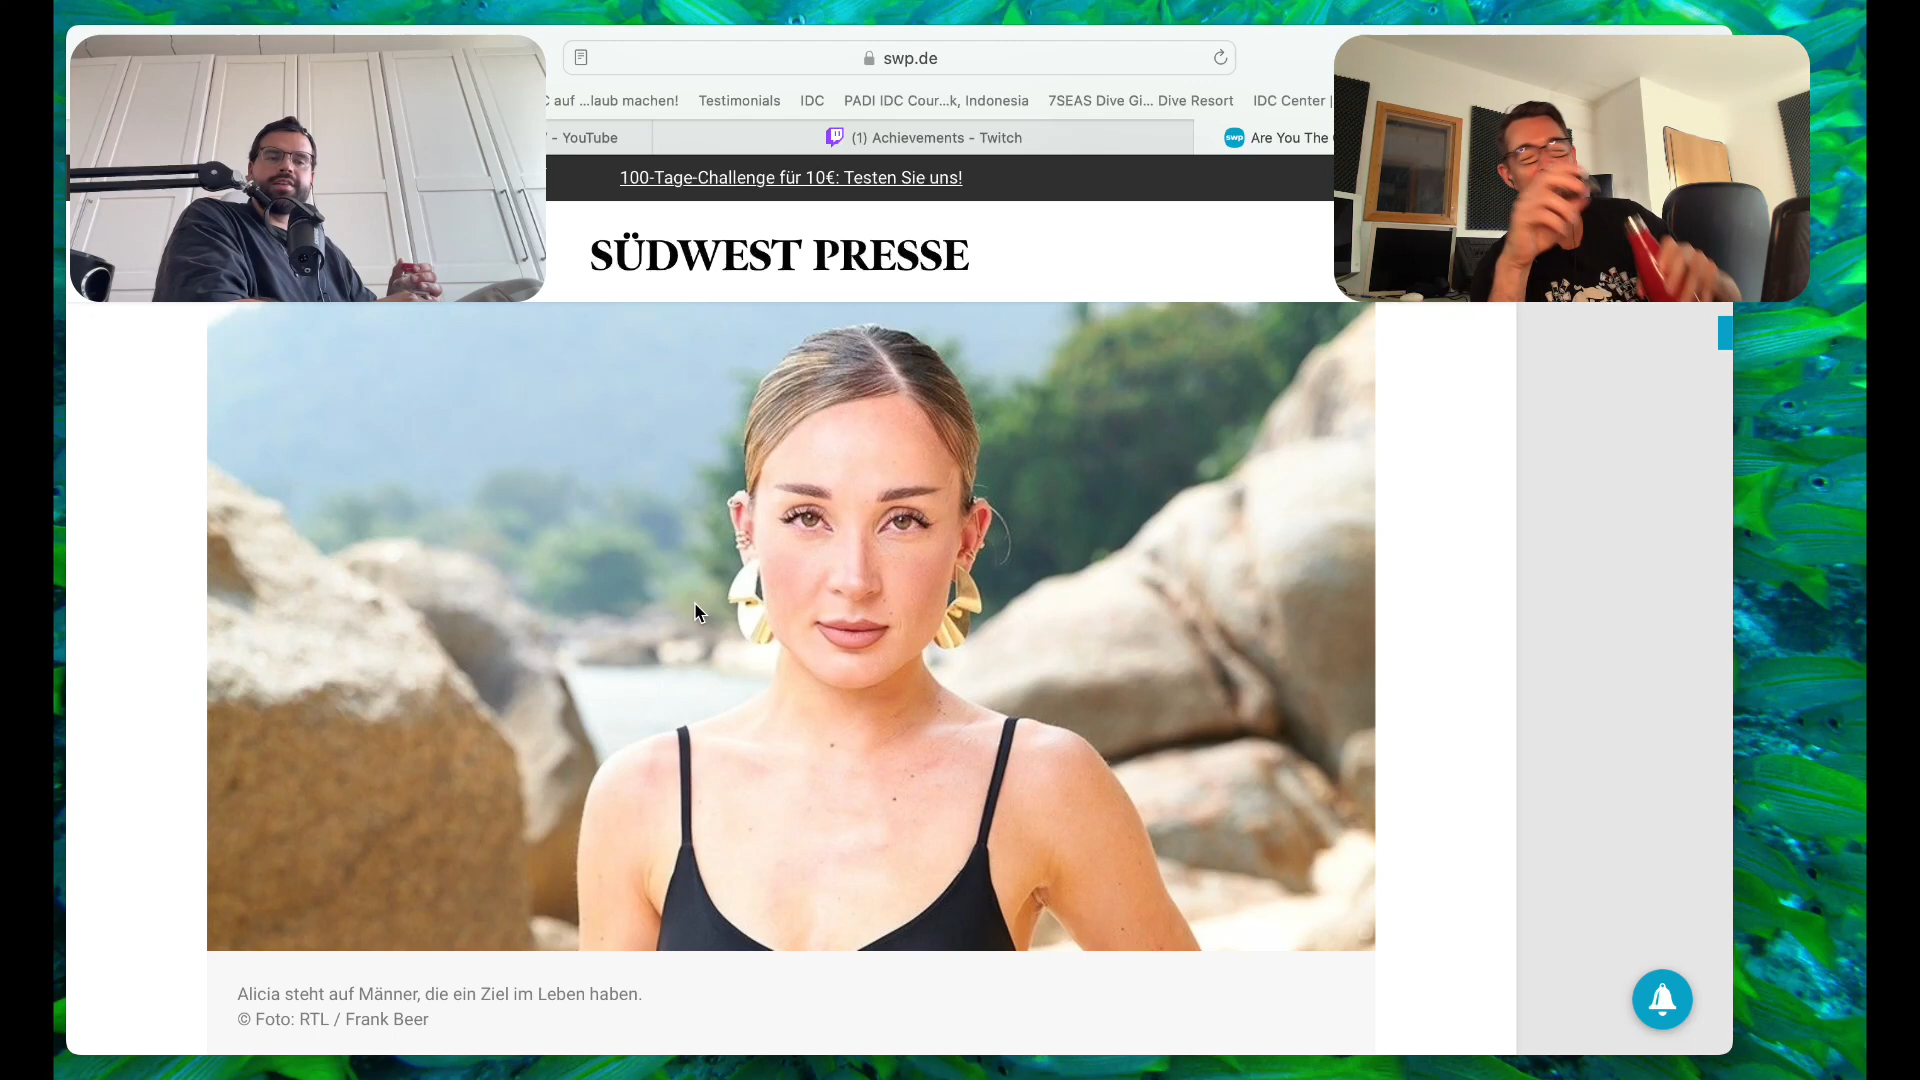 swp.de
C auf ...laub machen! Testimonials IDC PADI IDC Cour...k, Indonesia 7SEAS Dive Gi... Dive Resort IDC Center |
- YouTube (1) Achievements - Twitch swp Are You The
100-Tage-Challenge für 10€: Testen Sie uns!
SÜDWEST PRESSE
Alicia steht auf Männer, die ein Ziel im Leben haben.
© Foto: RTL / Frank Beer